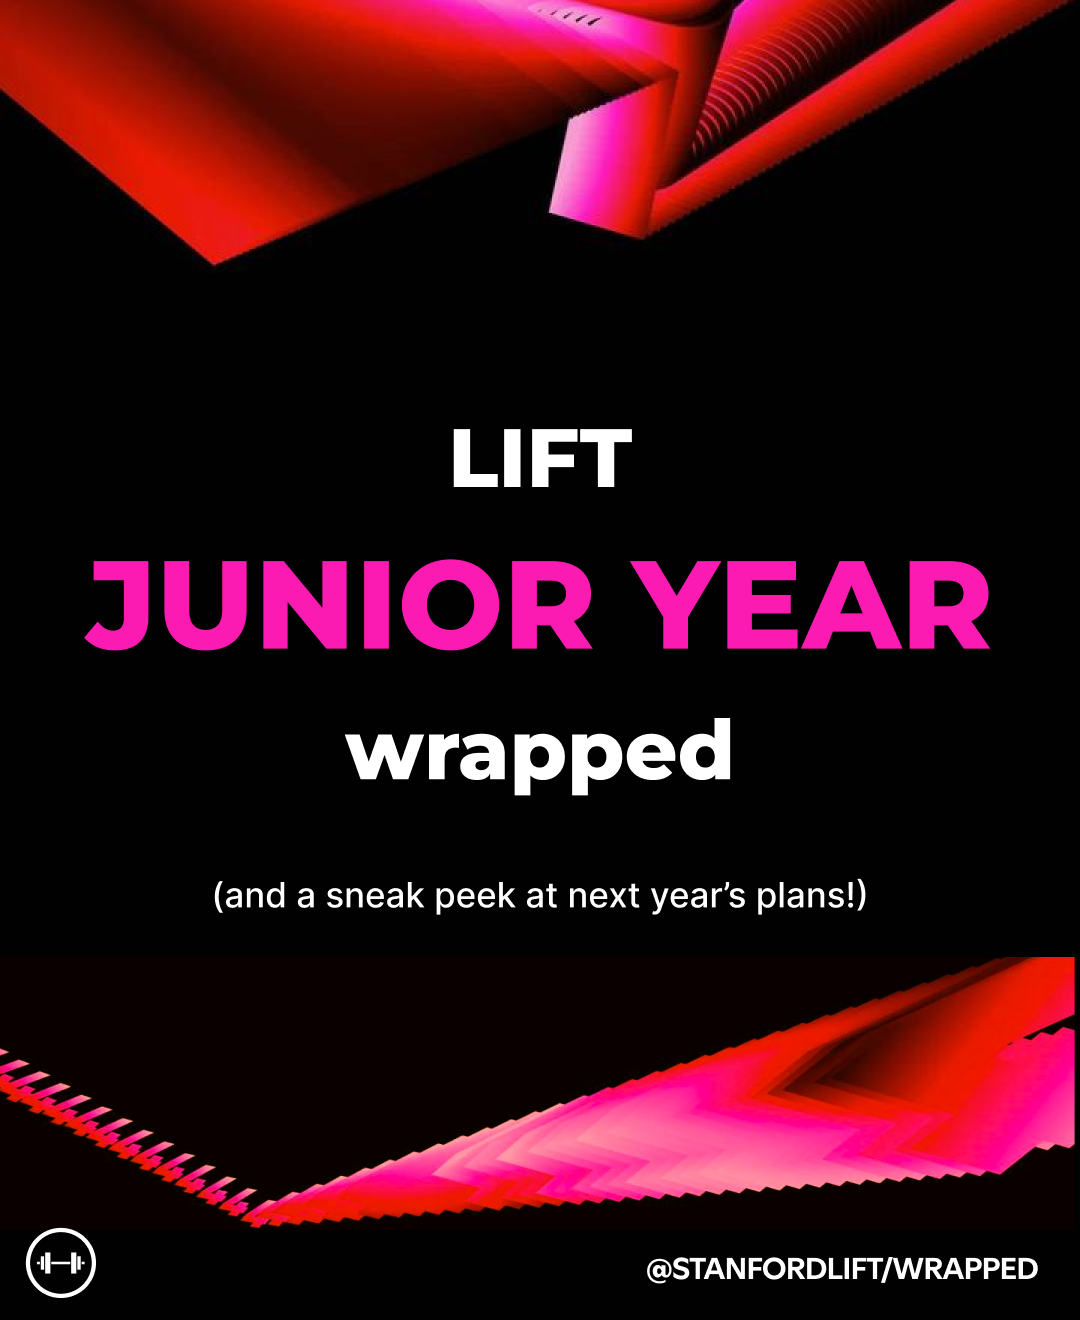 LIFT
JUNIOR YEAR
wrapped
(and a sneak peek at next year’s plans!)
@STANFORDLIFT/WRAPPED